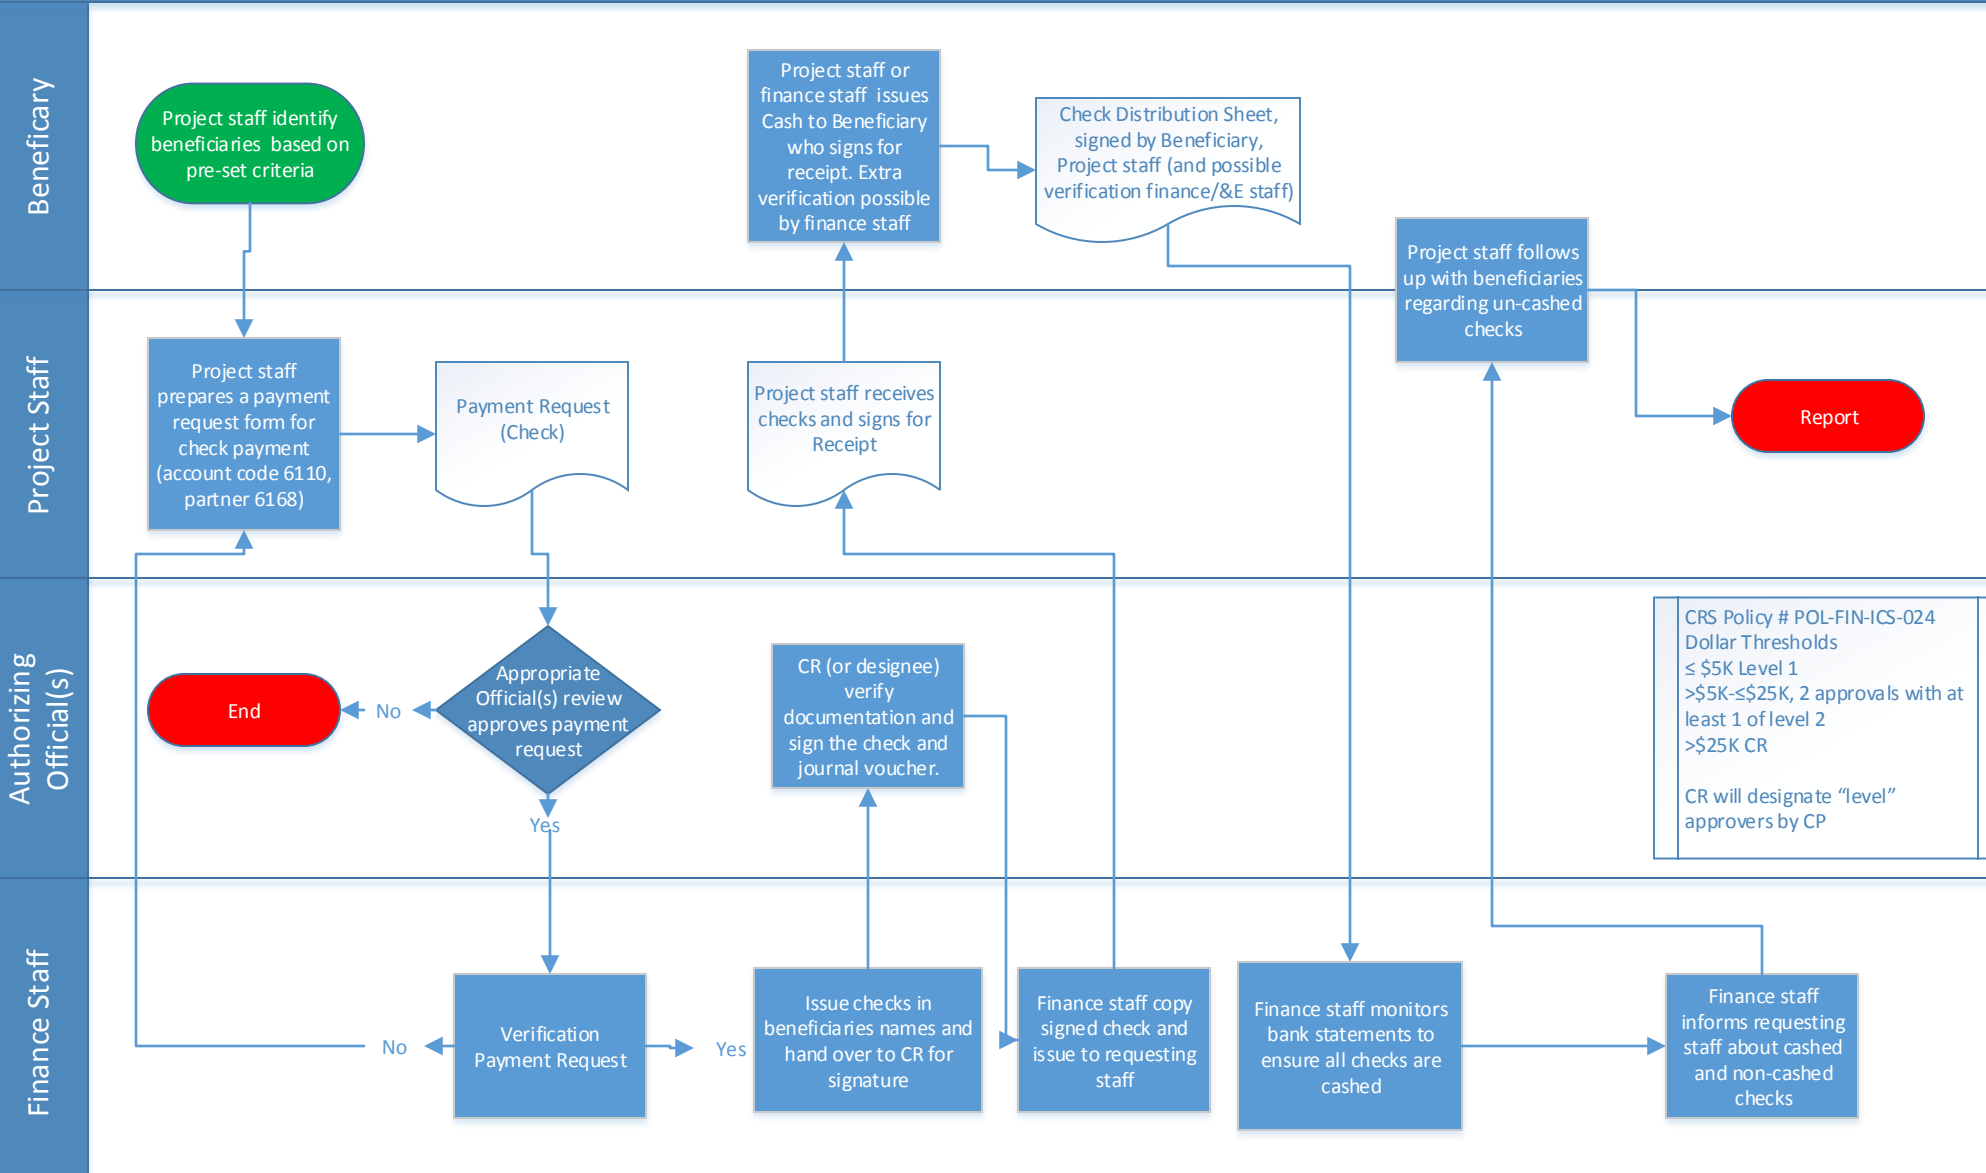 Beneficary
Project staff identify
beneficiaries based on
pre-set criteria
Project staff or
finance staff issues
Cash to Beneficiary
who signs for
receipt. Extra
verification possible
by finance staff
Check Distribution Sheet,
signed by Beneficiary,
Project staff (and possible
verification finance/&E staff)
Project staff follows
up with beneficiaries
regarding un-cashed
checks
Project Staff
Project staff
prepares a payment
request form for
check payment
(account code 6110,
partner 6168)
Payment Request
(Check)
Project staff receives
checks and signs for
Receipt
Report
Authorizing
Official(s)
End
No
Appropriate
Official(s) review
approves payment
request
Yes
CR (or designee)
verify
documentation and
sign the check and
journal voucher.
CRS Policy # POL-FIN-ICS-024
Dollar Thresholds
≤ $5K Level 1
>$5K-≤$25K, 2 approvals with at
least 1 of level 2
>$25K CR
CR will designate “level”
approvers by CP
Finance Staff
No
Verification
Payment Request
Yes
Issue checks in
beneficiaries names and
hand over to CR for
signature
Finance staff copy
signed check and
issue to requesting
staff
Finance staff monitors
bank statements to
ensure all checks are
cashed
Finance staff
informs requesting
staff about cashed
and non-cashed
checks